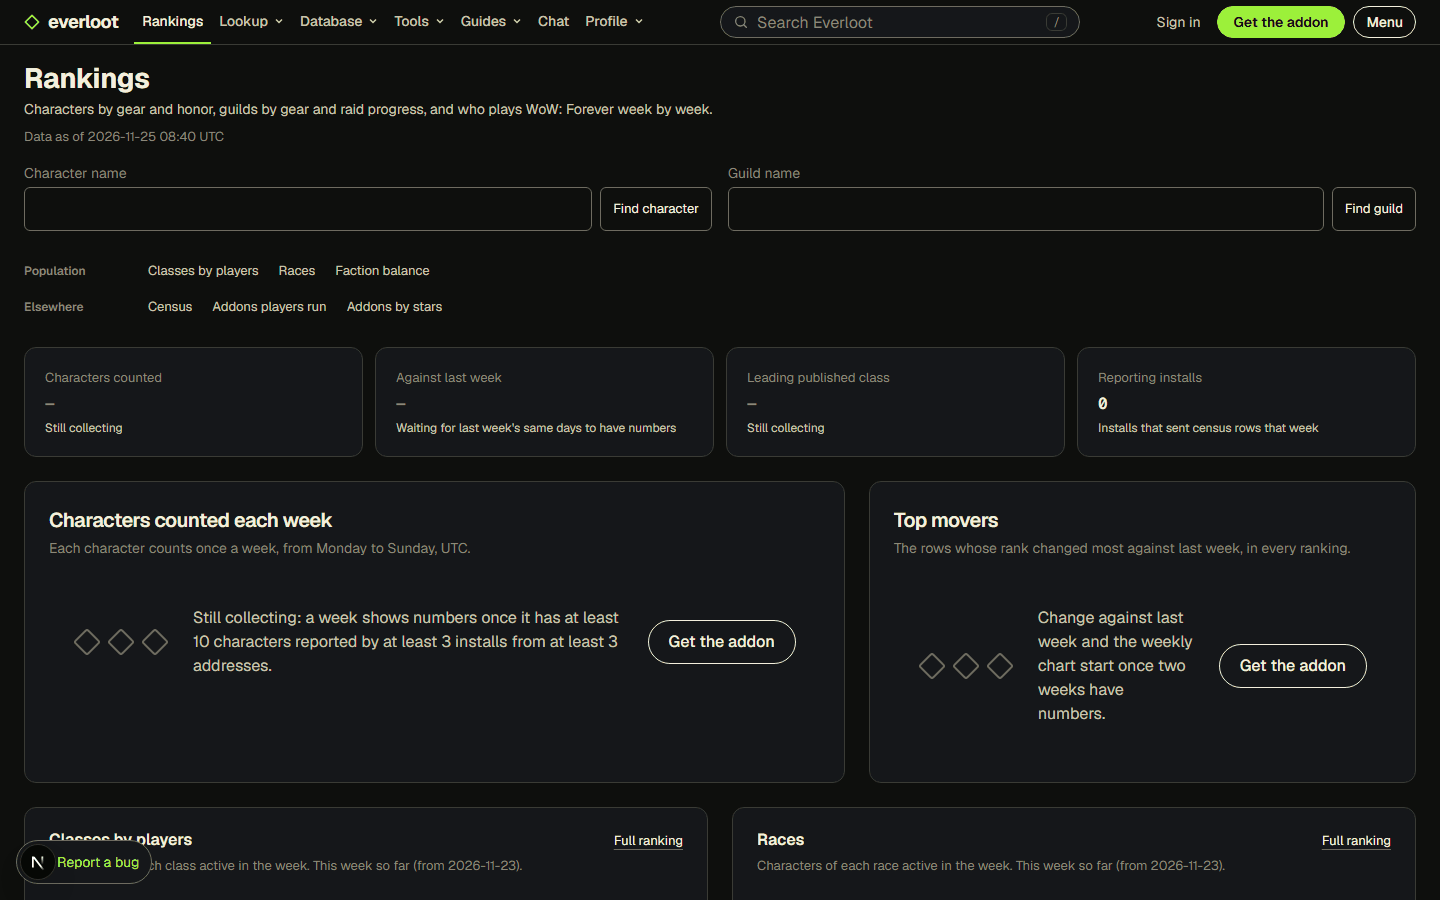 everloot
Rankings
Lookup
Database
Tools
Guides
Chat
Profile
Search Everloot
/
Sign in
Get the addon
Menu
Rankings
Characters by gear and honor, guilds by gear and raid progress, and who plays WoW: Forever week by week.
Data as of 2026-11-25 08:40 UTC
Character name
Find character
Guild name
Find guild
Population
Classes by players
Races
Faction balance
Elsewhere
Census
Addons players run
Addons by stars
Characters counted
–
Still collecting
Against last week
–
Waiting for last week's same days to have numbers
Leading published class
–
Still collecting
Reporting installs
0
Installs that sent census rows that week
Characters counted each week
Each character counts once a week, from Monday to Sunday, UTC.
Still collecting: a week shows numbers once it has at least
10 characters reported by at least 3 installs from at least 3
addresses.
Get the addon
Top movers
The rows whose rank changed most against last week, in every ranking.
Change against last
week and the weekly
chart start once two
weeks have
numbers.
Get the addon
Classes by players
Full ranking
class active in the week. This week so far (from 2026-11-23).
Races
Full ranking
Characters of each race active in the week. This week so far (from 2026-11-23).
N
Report a bug